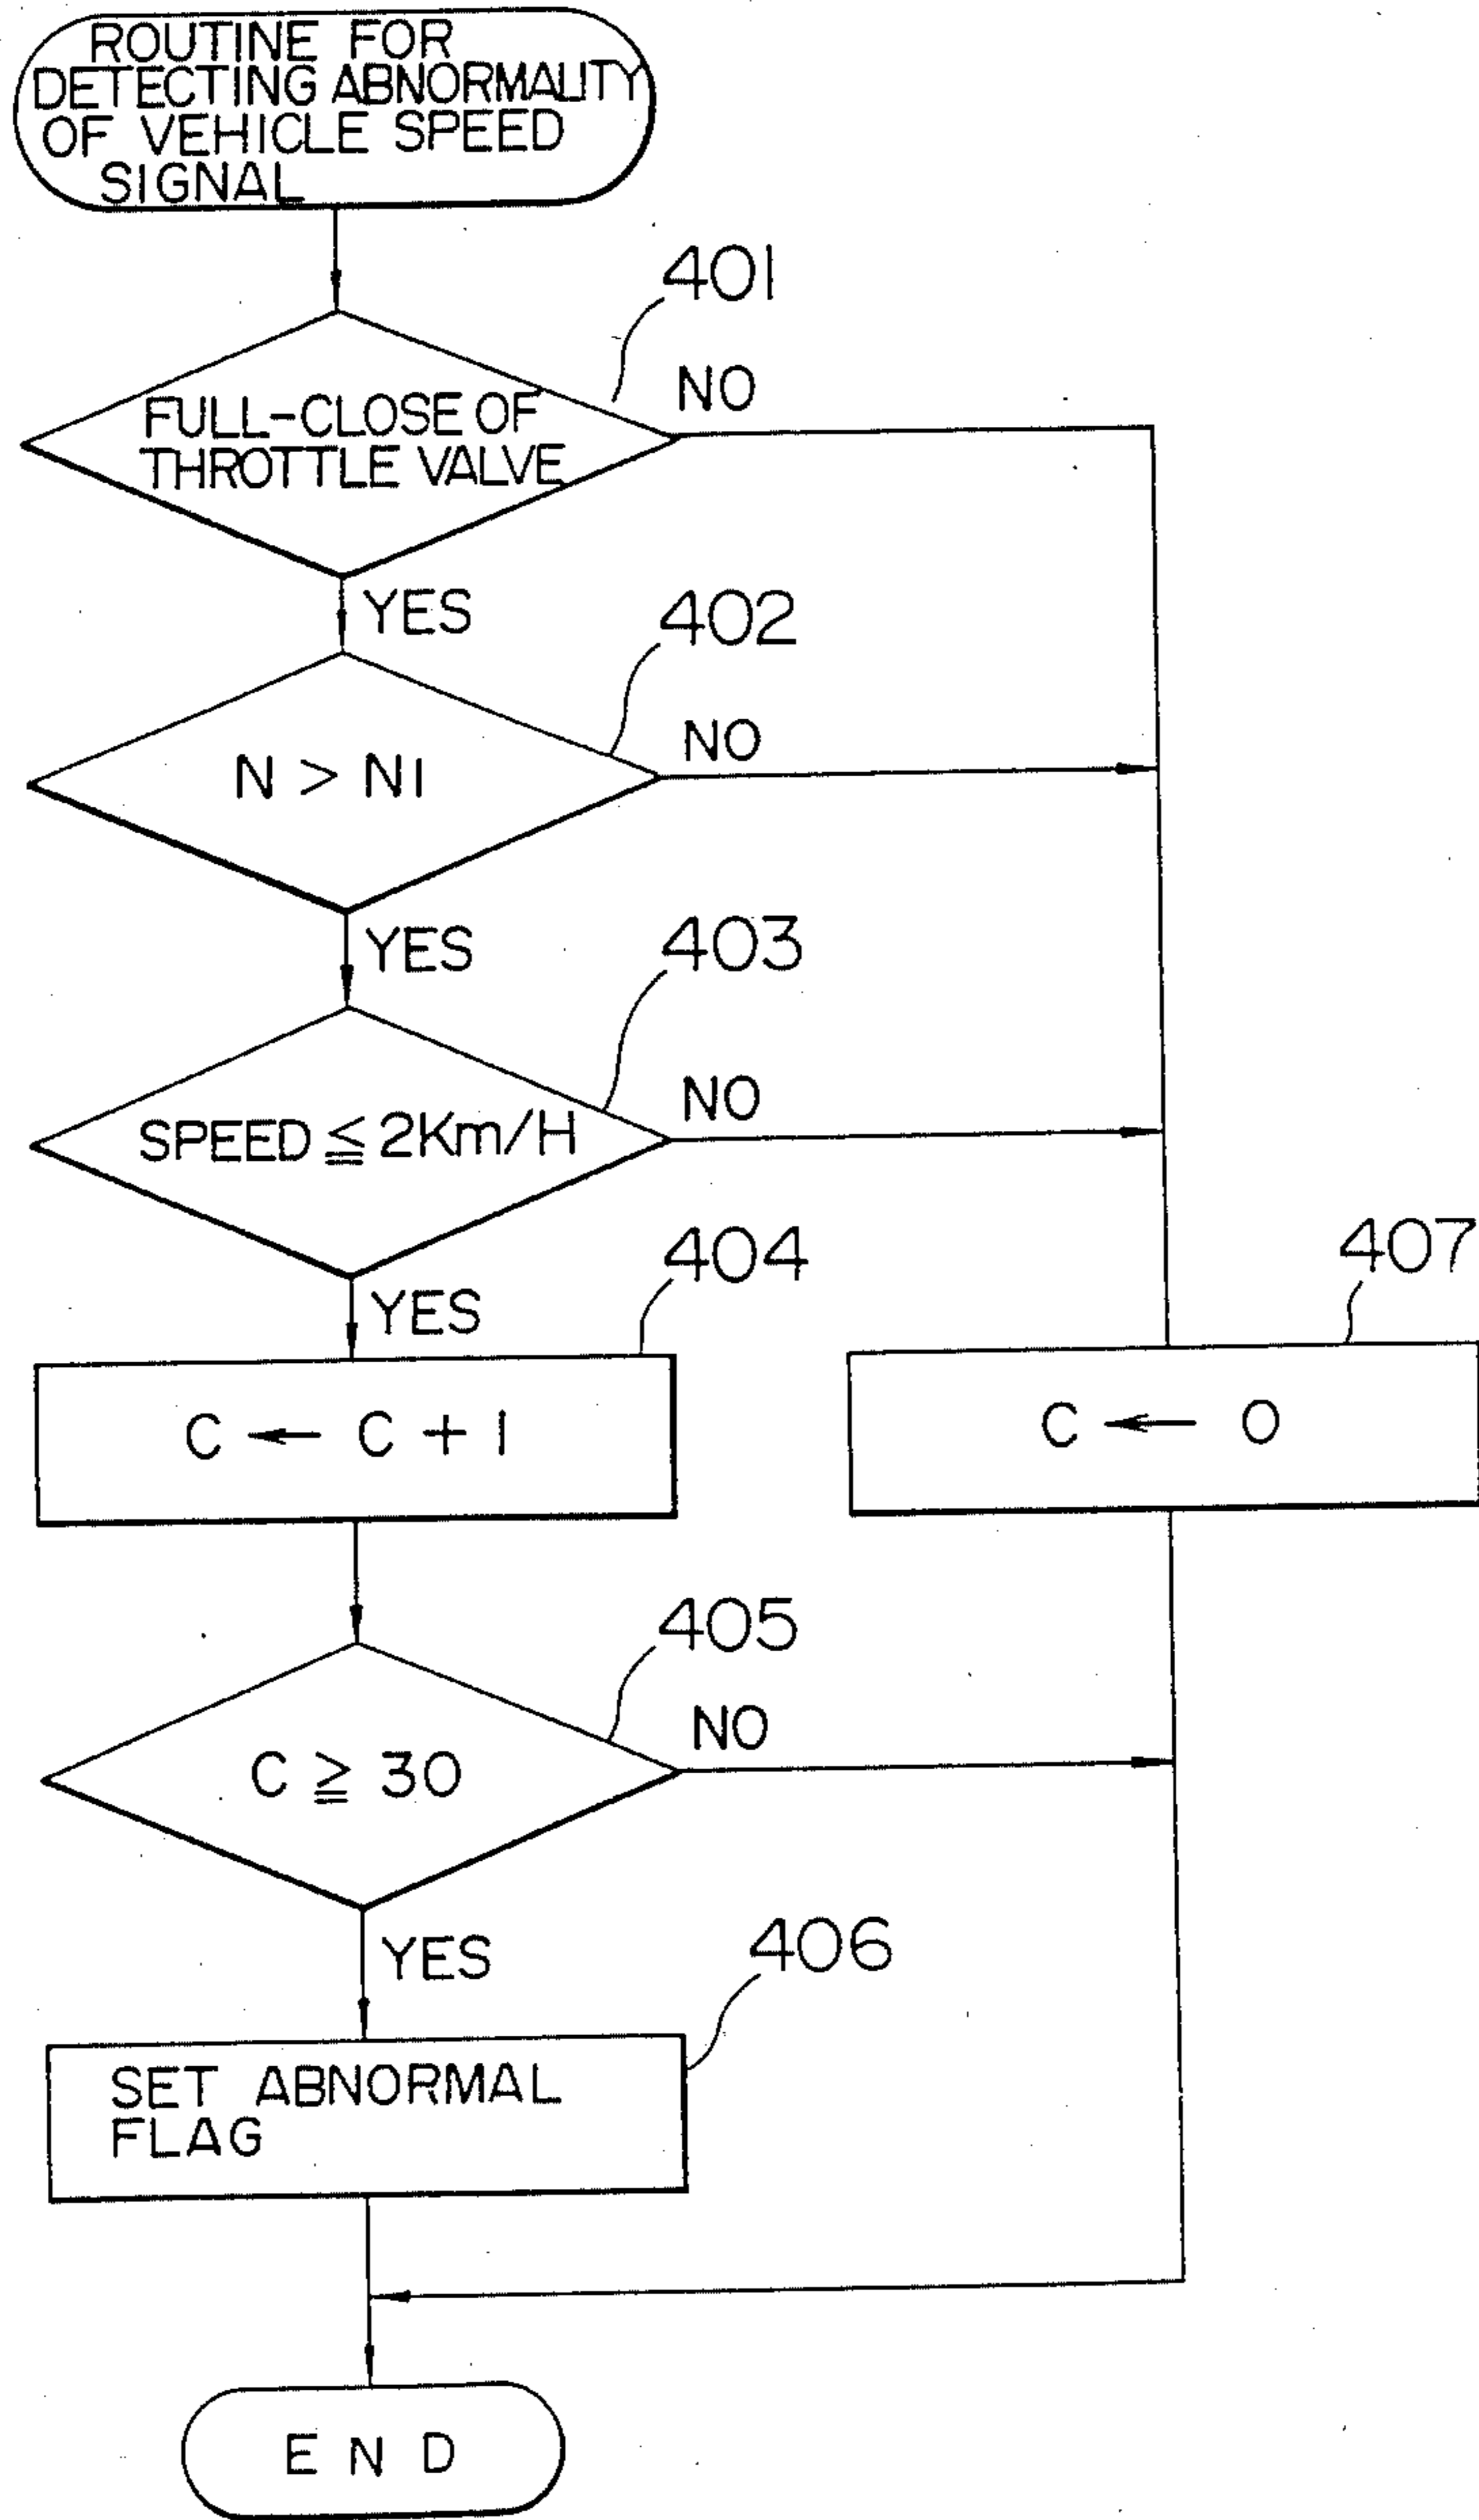 ROUTINE FOR
DETECTING ABNORMALITY
OF VEHICLE SPEED
SIGNAL
401
NO
FULL-CLOSE OF
THROTTLE VALVE
YES
402
NO
N > N1
YES
403
NO
SPEED ≦ 2Km/H
YES
404
407
C ← C + 1
C ← 0
405
NO
C ≧ 30
YES
406
SET ABNORMAL
FLAG
END